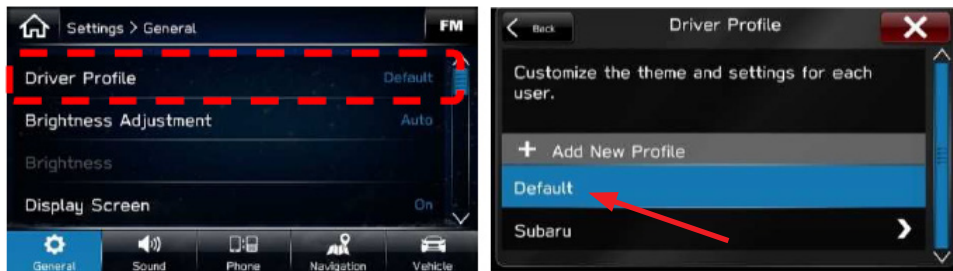 Settings > General
FM
Driver Profile Default
Brightness Adjustment Auto
Brightness
Display Screen On
General Sound Phone Navigation Vehicle
Back
Driver Profile
Customize the theme and settings for each
user.
+ Add New Profile
Default
Subaru